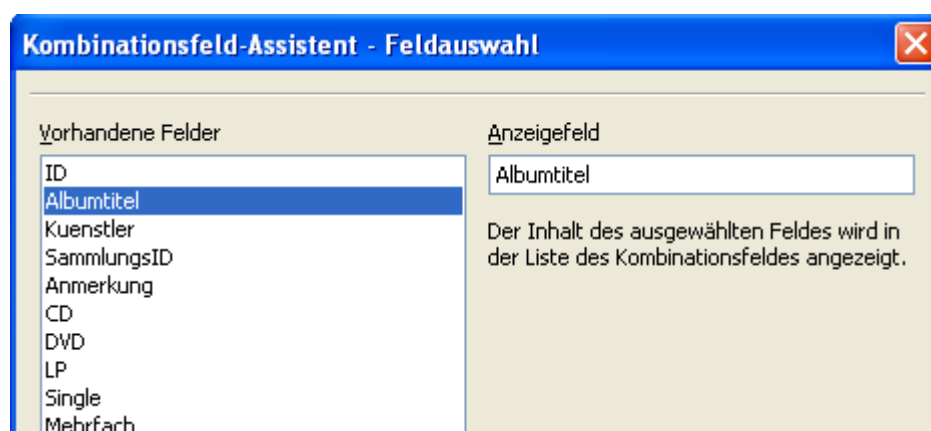 Kombinationsfeld-Assistent - Feldauswahl
Vorhandene Felder
ID
Albumtitel
Kuenstler
SammlungsID
Anmerkung
CD
DVD
LP
Single
Mehrfach
Anzeigefeld
Albumtitel
Der Inhalt des ausgewählten Feldes wird in
der Liste des Kombinationsfeldes angezeigt.